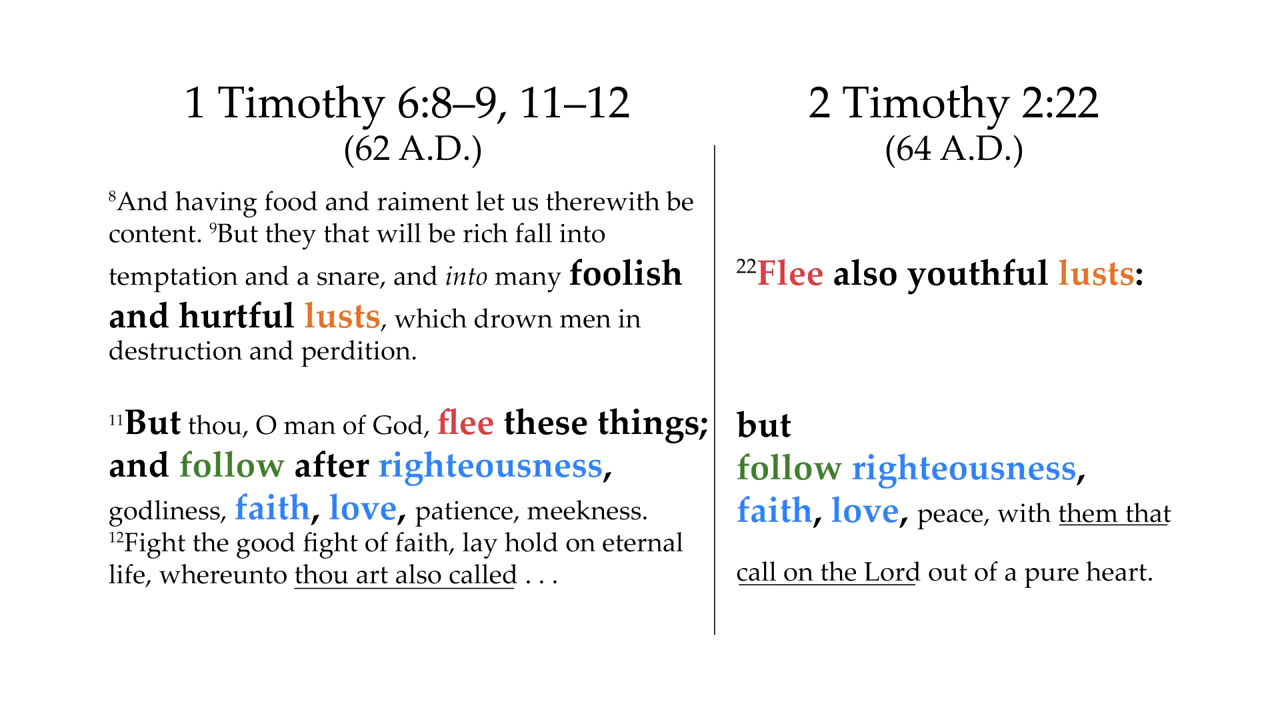 1 Timothy 6:8–9, 11–12
(62 A.D.)
⁸And having food and raiment let us therewith be
content. ⁹But they that will be rich fall into
temptation and a snare, and into many foolish
and hurtful lusts, which drown men in
destruction and perdition.
¹¹But thou, O man of God, flee these things;
and follow after righteousness,
godliness, faith, love, patience, meekness.
¹²Fight the good fight of faith, lay hold on eternal
life, whereunto thou art also called . . .
2 Timothy 2:22
(64 A.D.)
²²Flee also youthful lusts:
but
follow righteousness,
faith, love, peace, with them that
call on the Lord out of a pure heart.